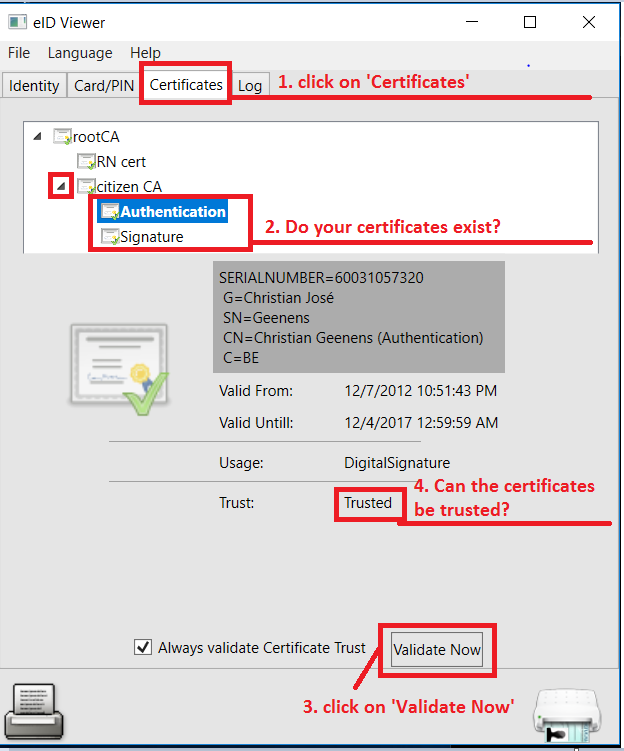 eID Viewer
File Language Help
Identity Card/PIN Certificates Log
1. click on 'Certificates'
rootCA
RN cert
citizen CA
Authentication
Signature
2. Do your certificates exist?
SERIALNUMBER=60031057320
G=Christian José
SN=Geenens
CN=Christian Geenens (Authentication)
C=BE
Valid From: 12/7/2012 10:51:43 PM
Valid Untill: 12/4/2017 12:59:59 AM
Usage: DigitalSignature
Trust: Trusted
4. Can the certificates
be trusted?
Always validate Certificate Trust Validate Now
3. click on 'Validate Now'